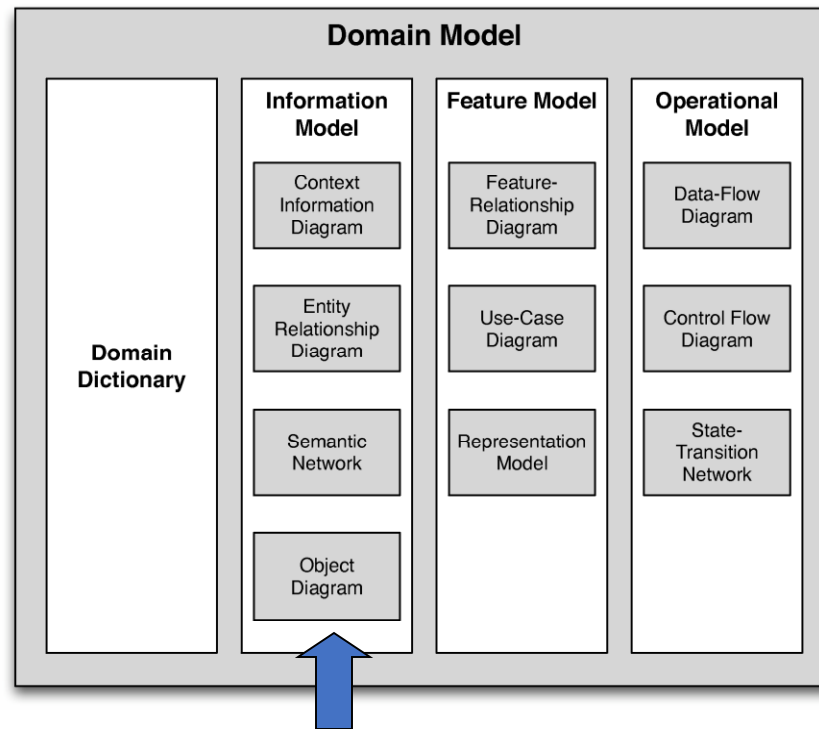 Domain Model
Domain
Dictionary
Information
Model
Context
Information
Diagram
Entity
Relationship
Diagram
Semantic
Network
Object
Diagram
Feature Model
Feature-
Relationship
Diagram
Use-Case
Diagram
Representation
Model
Operational
Model
Data-Flow
Diagram
Control Flow
Diagram
State-
Transition
Network